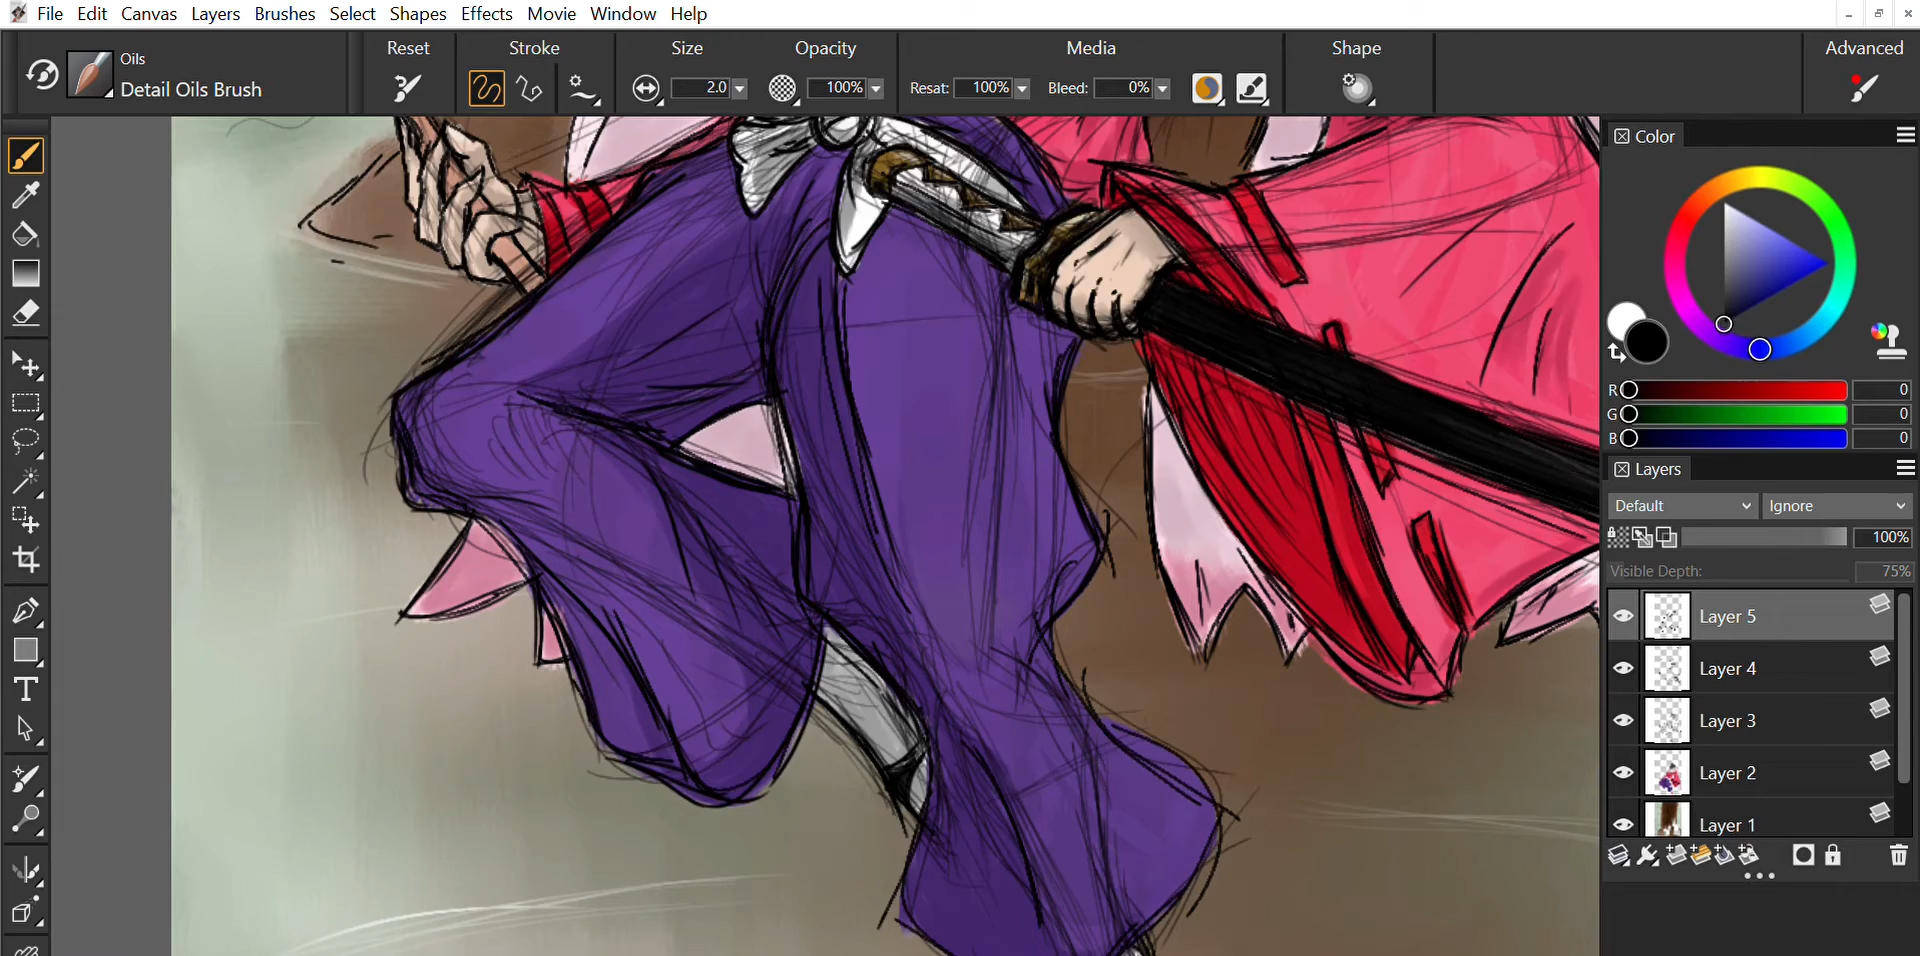 File Edit Canvas Layers Brushes Select Shapes Effects Movie Window Help
Oils
Detail Oils Brush
Reset
Stroke
Size
2.0
Opacity
100%
Media
Resat: 100% Bleed: 0%
Shape
Advanced
Color
R 0
G 0
B 0
Layers
Default Ignore
100%
Visible Depth: 75%
Layer 5
Layer 4
Layer 3
Layer 2
Layer 1
T